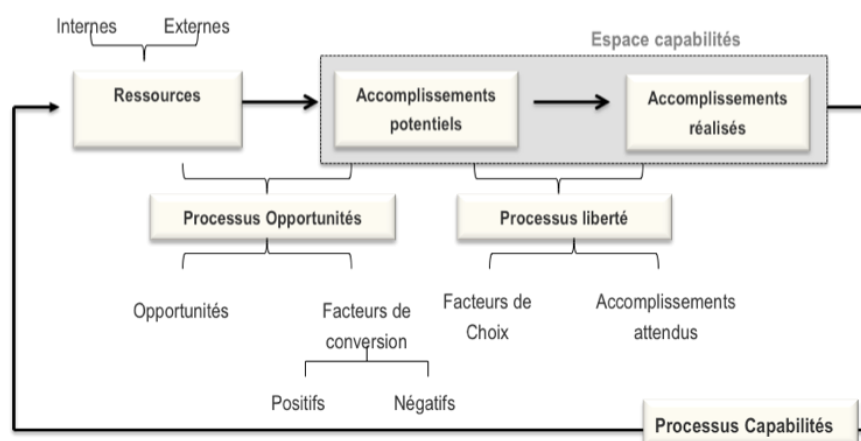 Internes Externes
Espace capabilités
Ressources
Accomplissements
potentiels
Accomplissements
réalisés
Processus Opportunités
Processus liberté
Opportunités
Facteurs de
conversion
Facteurs de
Choix
Accomplissements
attendus
Positifs
Négatifs
Processus Capabilités